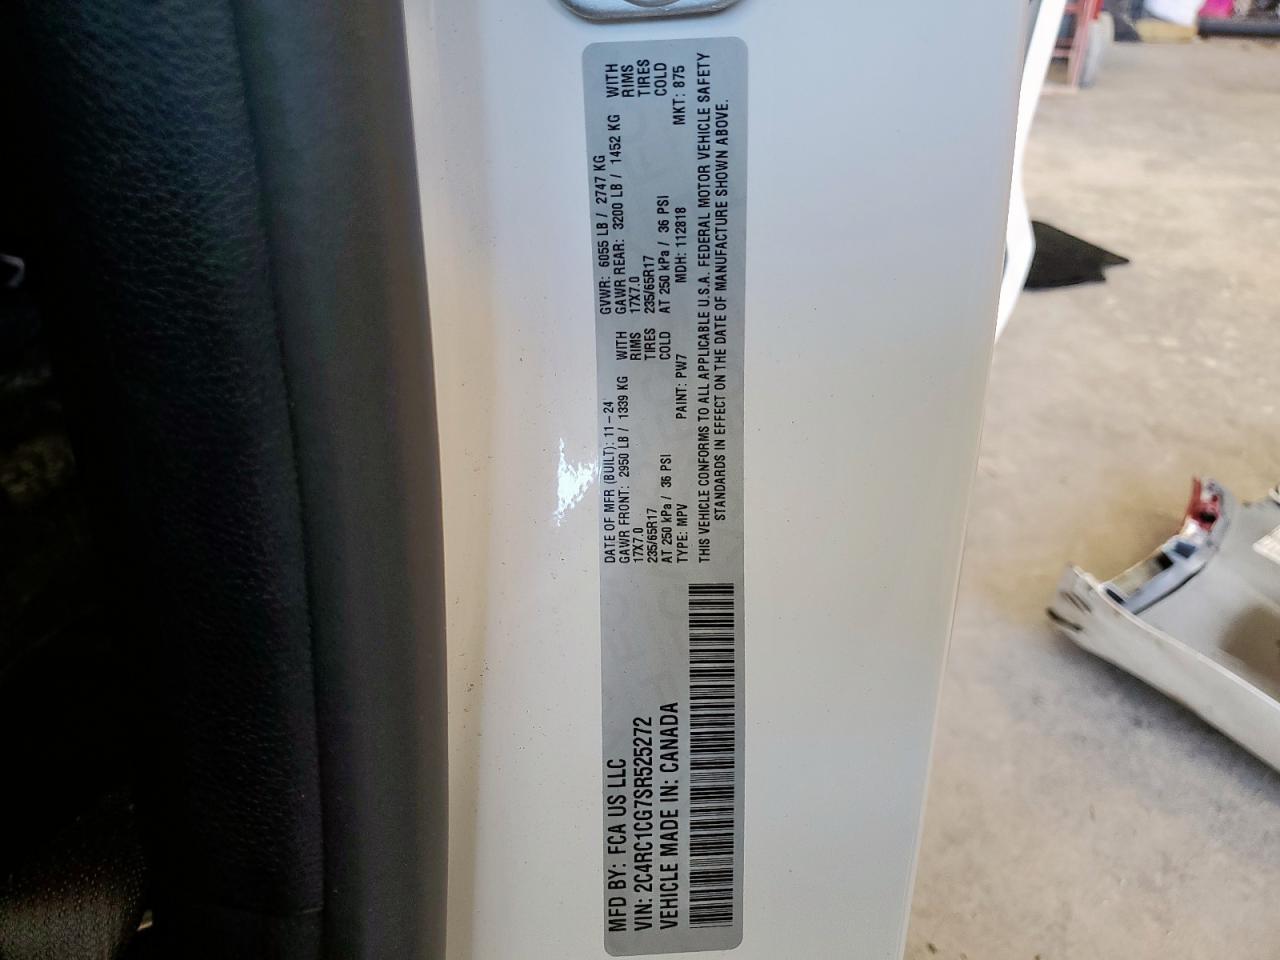 MFD BY: FCA US LLC
VIN: 2C4RC1CG7SR525272
VEHICLE MADE IN: CANADA
DATE OF MFR (BUILT): 11-24 GVWR: 6055 LB / 2747 KG
GAWR FRONT: 2950 LB / 1339 KG WITH GAWR REAR: 3200 LB / 1452 KG WITH
17X7.0 RIMS 17X7.0 RIMS
235/65R17 TIRES 235/65R17 TIRES
AT 250 kPa / 36 PSI COLD AT 250 kPa / 36 PSI COLD
TYPE: MPV PAINT: PW7 MDH: 112818 MKT: 875
THIS VEHICLE CONFORMS TO ALL APPLICABLE U.S.A. FEDERAL MOTOR VEHICLE SAFETY
STANDARDS IN EFFECT ON THE DATE OF MANUFACTURE SHOWN ABOVE.